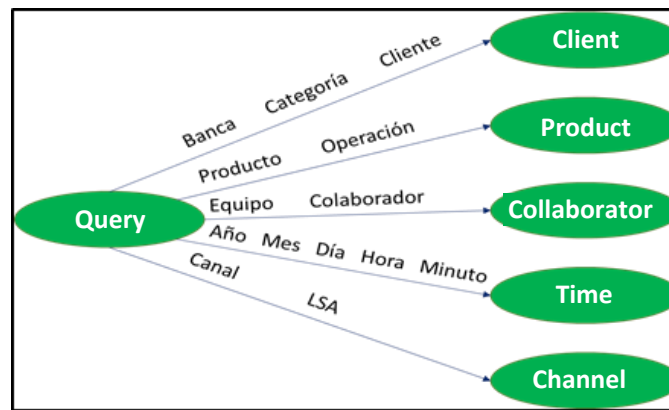 Client
Banca Categoría Cliente
Product
Producto Operación
Query
Equipo Colaborador
Collaborator
Año Mes Día Hora Minuto
Time
Canal LSA
Channel